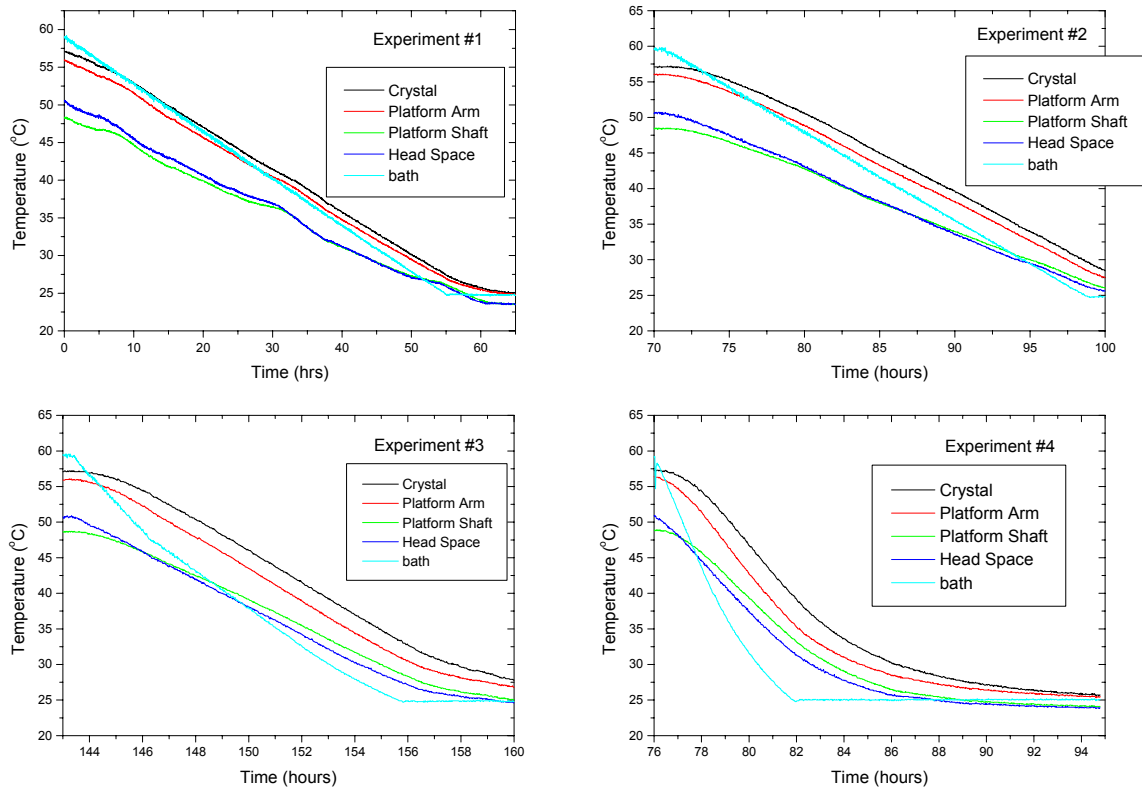 Experiment #1
Crystal
Platform Arm
Platform Shaft
Head Space
bath
Temperature (⁰C)
60
55
50
45
40
35
30
25
20
0
10
20
30
40
50
60
Time (hrs)
Experiment #2
Crystal
Platform Arm
Platform Shaft
Head Space
bath
Temperature (⁰C)
65
60
55
50
45
40
35
30
25
20
70
75
80
85
90
95
100
Time (hours)
Experiment #3
Crystal
Platform Arm
Platform Shaft
Head Space
bath
Temperature (⁰C)
65
60
55
50
45
40
35
30
25
20
144
146
148
150
152
154
156
158
160
Time (hours)
Experiment #4
Crystal
Platform Arm
Platform Shaft
Head Space
bath
Temperature (⁰C)
65
60
55
50
45
40
35
30
25
20
76
78
80
82
84
86
88
90
92
94
Time (hours)